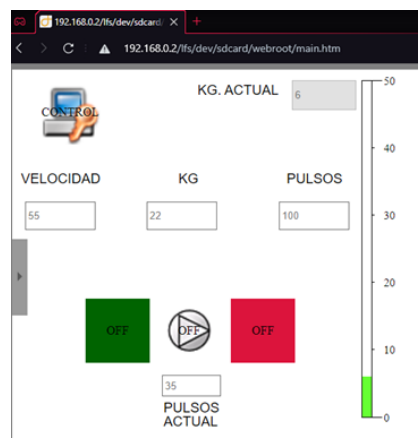 192.168.0.2/lfs/dev/sdcard/
192.168.0.2/lfs/dev/sdcard/webroot/main.htm
KG. ACTUAL
6
50
CONTROL
40
VELOCIDAD
KG
PULSOS
55
22
100
30
20
OFF
OFF
OFF
10
35
PULSOS
ACTUAL
0